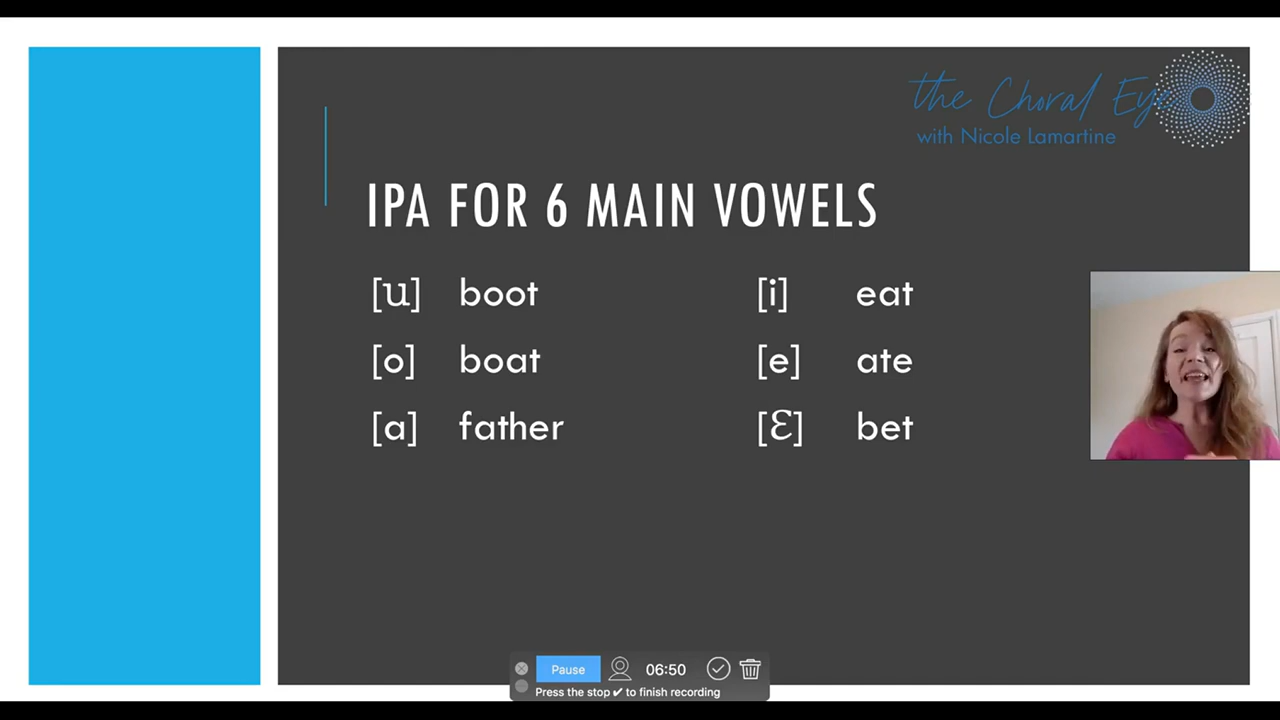 the Choral Eye
with Nicole Lamartine
IPA FOR 6 MAIN VOWELS
[u] boot [i] eat
[o] boat [e] ate
[ɑ] father [Ɛ] bet
Pause 06:50
Press the stop ✔ to finish recording